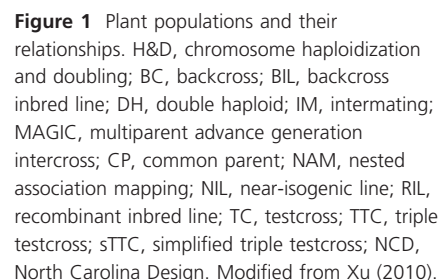 Figure 1 Plant populations and their
relationships. H&D, chromosome haploidization
and doubling; BC, backcross; BIL, backcross
inbred line; DH, double haploid; IM, intermating;
MAGIC, multiparent advance generation
intercross; CP, common parent; NAM, nested
association mapping; NIL, near-isogenic line; RIL,
recombinant inbred line; TC, testcross; TTC, triple
testcross; sTTC, simplified triple testcross; NCD,
North Carolina Design. Modified from Xu (2010).